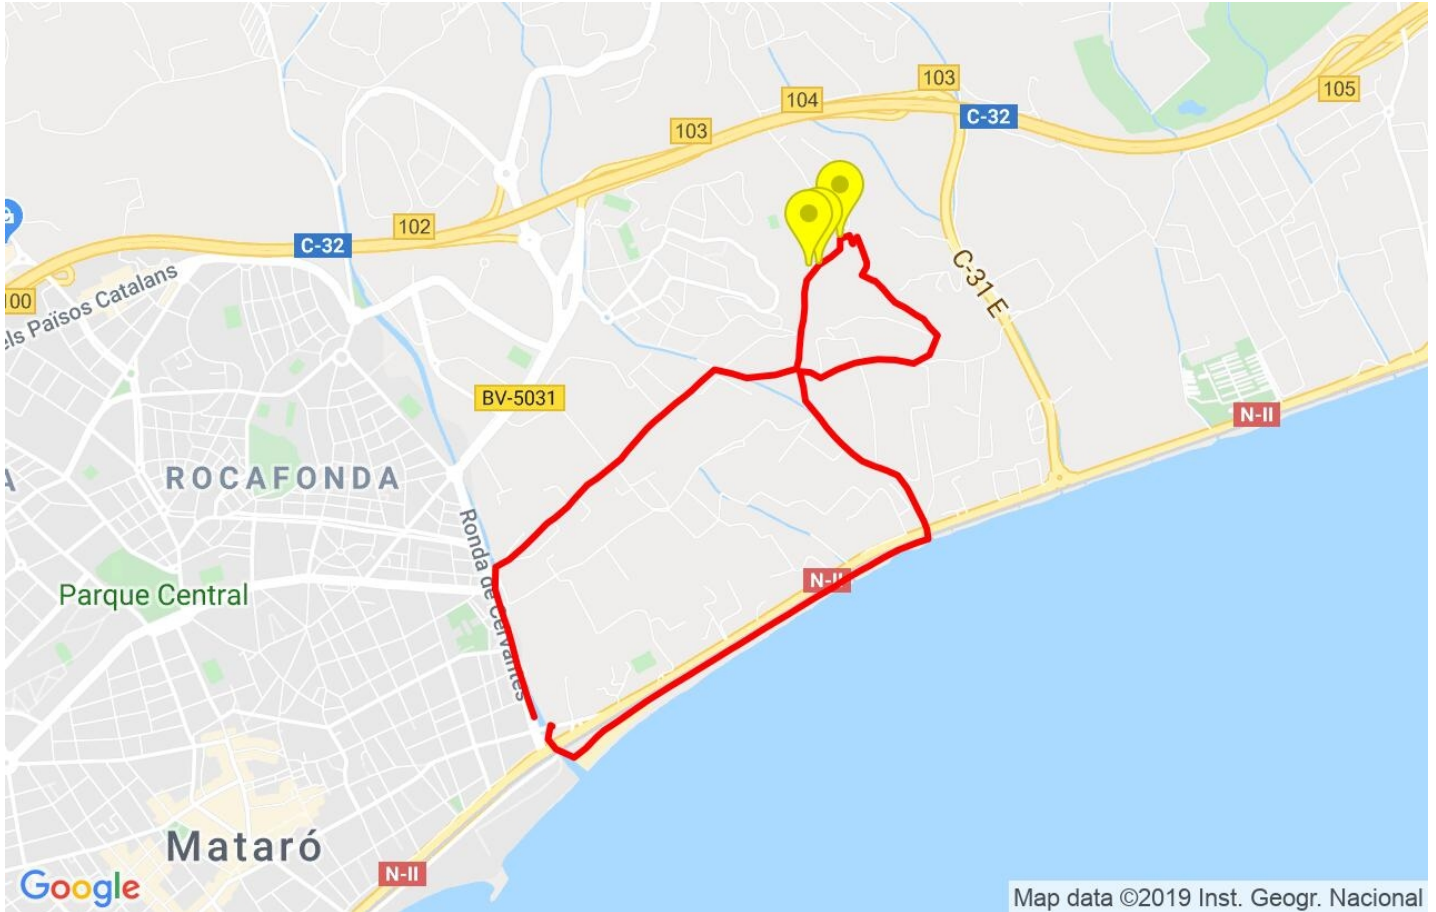 103
105
104
C-32
103
102
C-32
100
els Països Catalans
C-31 E
BV-5031
N-II
ROCAFONDA
A
Ronda de Cervantes
N-II
Parque Central
Mataró
N-II
Google
Map data ©2019 Inst. Geogr. Nacional